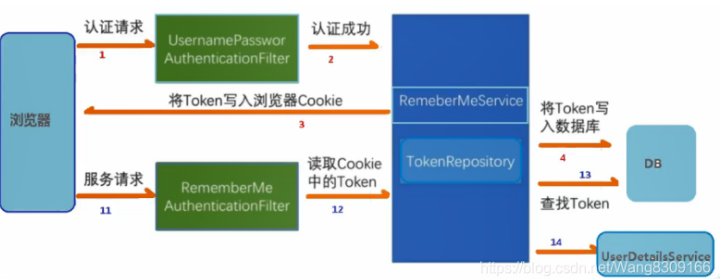 认证请求
1
UsernamePasswor
AuthenticationFilter
认证成功
2
将Token写入浏览器Cookie
3
浏览器
RemeberMeService
TokenRepository
将Token写
入数据库
4
DB
13
查找Token
服务请求
11
RememberMe
AuthenticationFilter
读取Cookie
中的Token
12
14
UserDetailsService
https://blog.csdn.net/Wang8309166